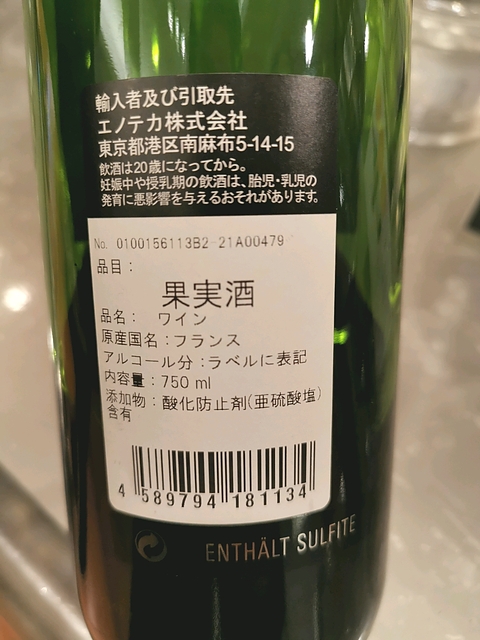 輸入者及び引取先
エノテカ株式会社
東京都港区南麻布5-14-15
飲酒は20歳になってから。
妊娠中や授乳期の飲酒は、胎児・乳児の
発育に悪影響を与えるおそれがあります。
No. 0100156113B2-21A00479
品目：
果実酒
品名： ワイン
原産国名：フランス
アルコール分：ラベルに表記
内容量：750 ml
添加物：酸化防止剤(亜硫酸塩)
含有
4 589794 181134
ENTHÄLT SULFITE